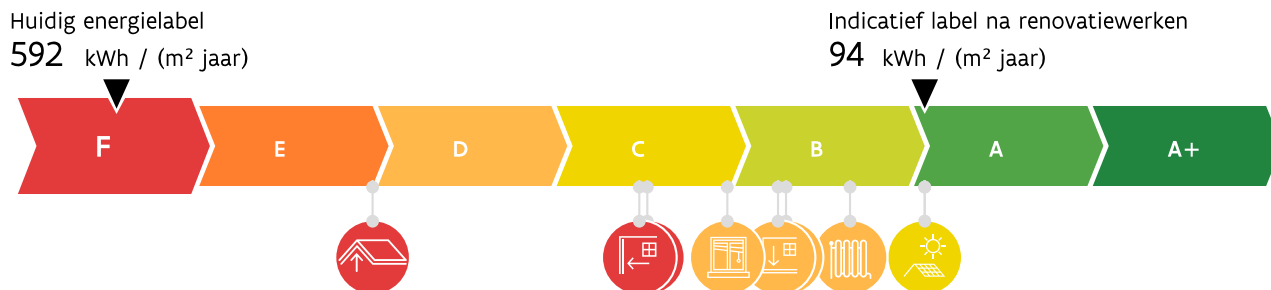 Huidig energielabel
592 kWh / (m² jaar)
Indicatief label na renovatiewerken
94 kWh / (m² jaar)
F E D C B A A+